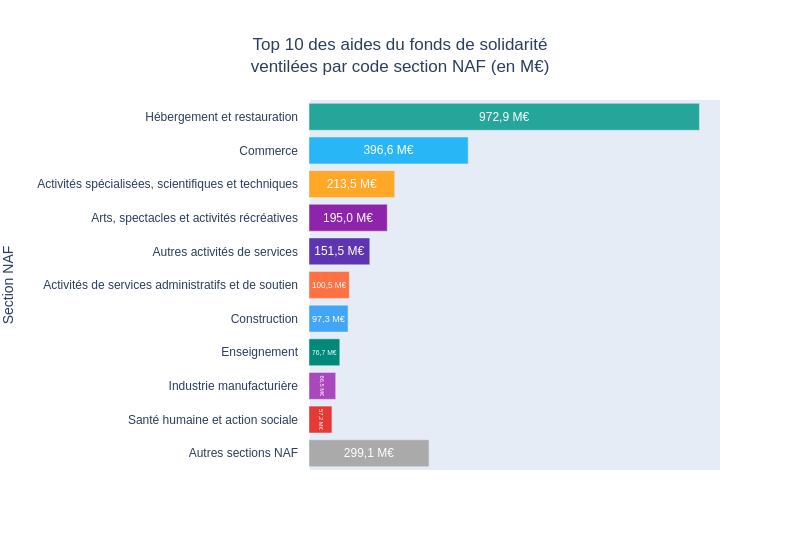 Top 10 des aides du fonds de solidarité
ventilées par code section NAF (en M€)
Section NAF
Hébergement et restauration 972,9 M€
Commerce 396,6 M€
Activités spécialisées, scientifiques et techniques 213,5 M€
Arts, spectacles et activités récréatives 195,0 M€
Autres activités de services 151,5 M€
Activités de services administratifs et de soutien 100,5 M€
Construction 97,3 M€
Enseignement 76,7 M€
Industrie manufacturière
Santé humaine et action sociale 57,2 M€
Autres sections NAF 299,1 M€